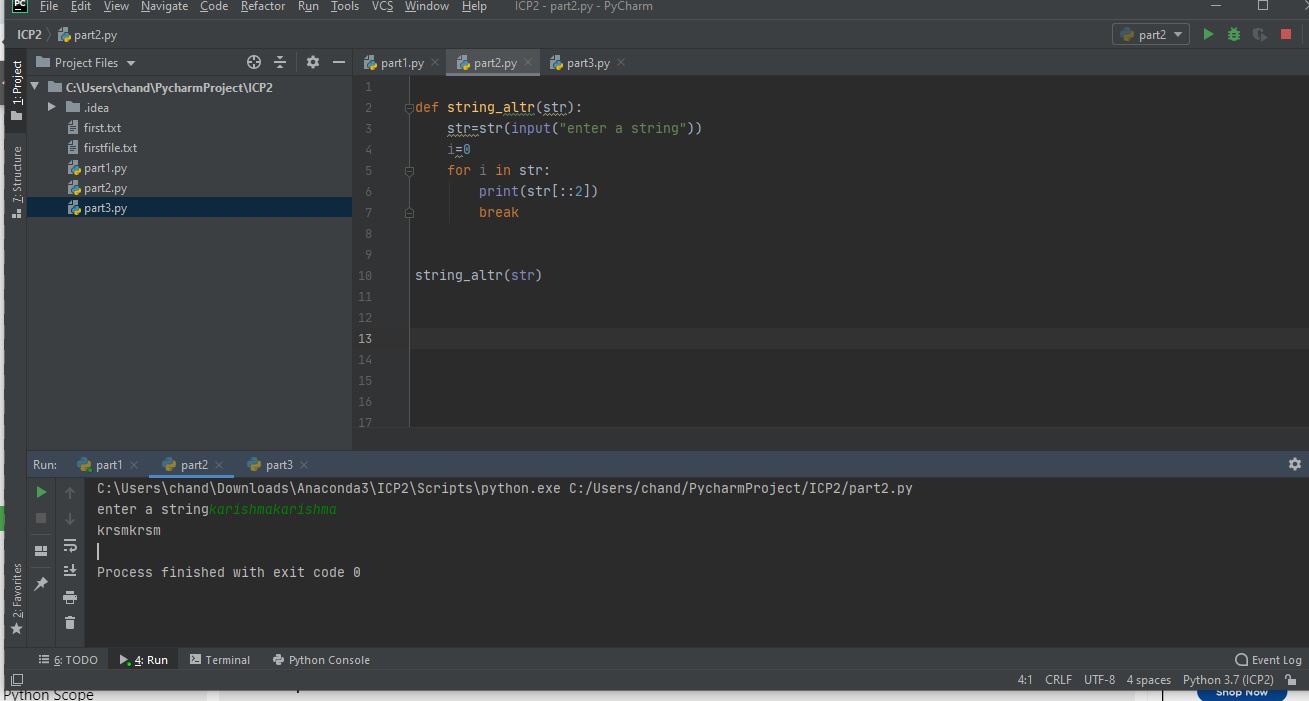 PC File Edit View Navigate Code Refactor Run Tools VCS Window Help ICP2 - part2.py - PyCharm
ICP2 part2.py part2
1: Project
Project Files
part1.py part2.py part3.py
C:\Users\chand\PycharmProject\ICP2
.idea
first.txt
firstfile.txt
part1.py
part2.py
part3.py
7: Structure
1
2 def string_altr(str):
3 str=str(input("enter a string"))
4 i=0
5 for i in str:
6 print(str[::2])
7 break
8
9
10 string_altr(str)
11
12
13
14
15
16
17
Run: part1 part2 part3
C:\Users\chand\Downloads\Anaconda3\ICP2\Scripts\python.exe C:/Users/chand/PycharmProject/ICP2/part2.py
enter a stringkarishmakarishma
krsmkrsm
Process finished with exit code 0
2: Favorites
6: TODO 4: Run Terminal Python Console Event Log
4:1 CRLF UTF-8 4 spaces Python 3.7 (ICP2)
Python Scope
Shop Now